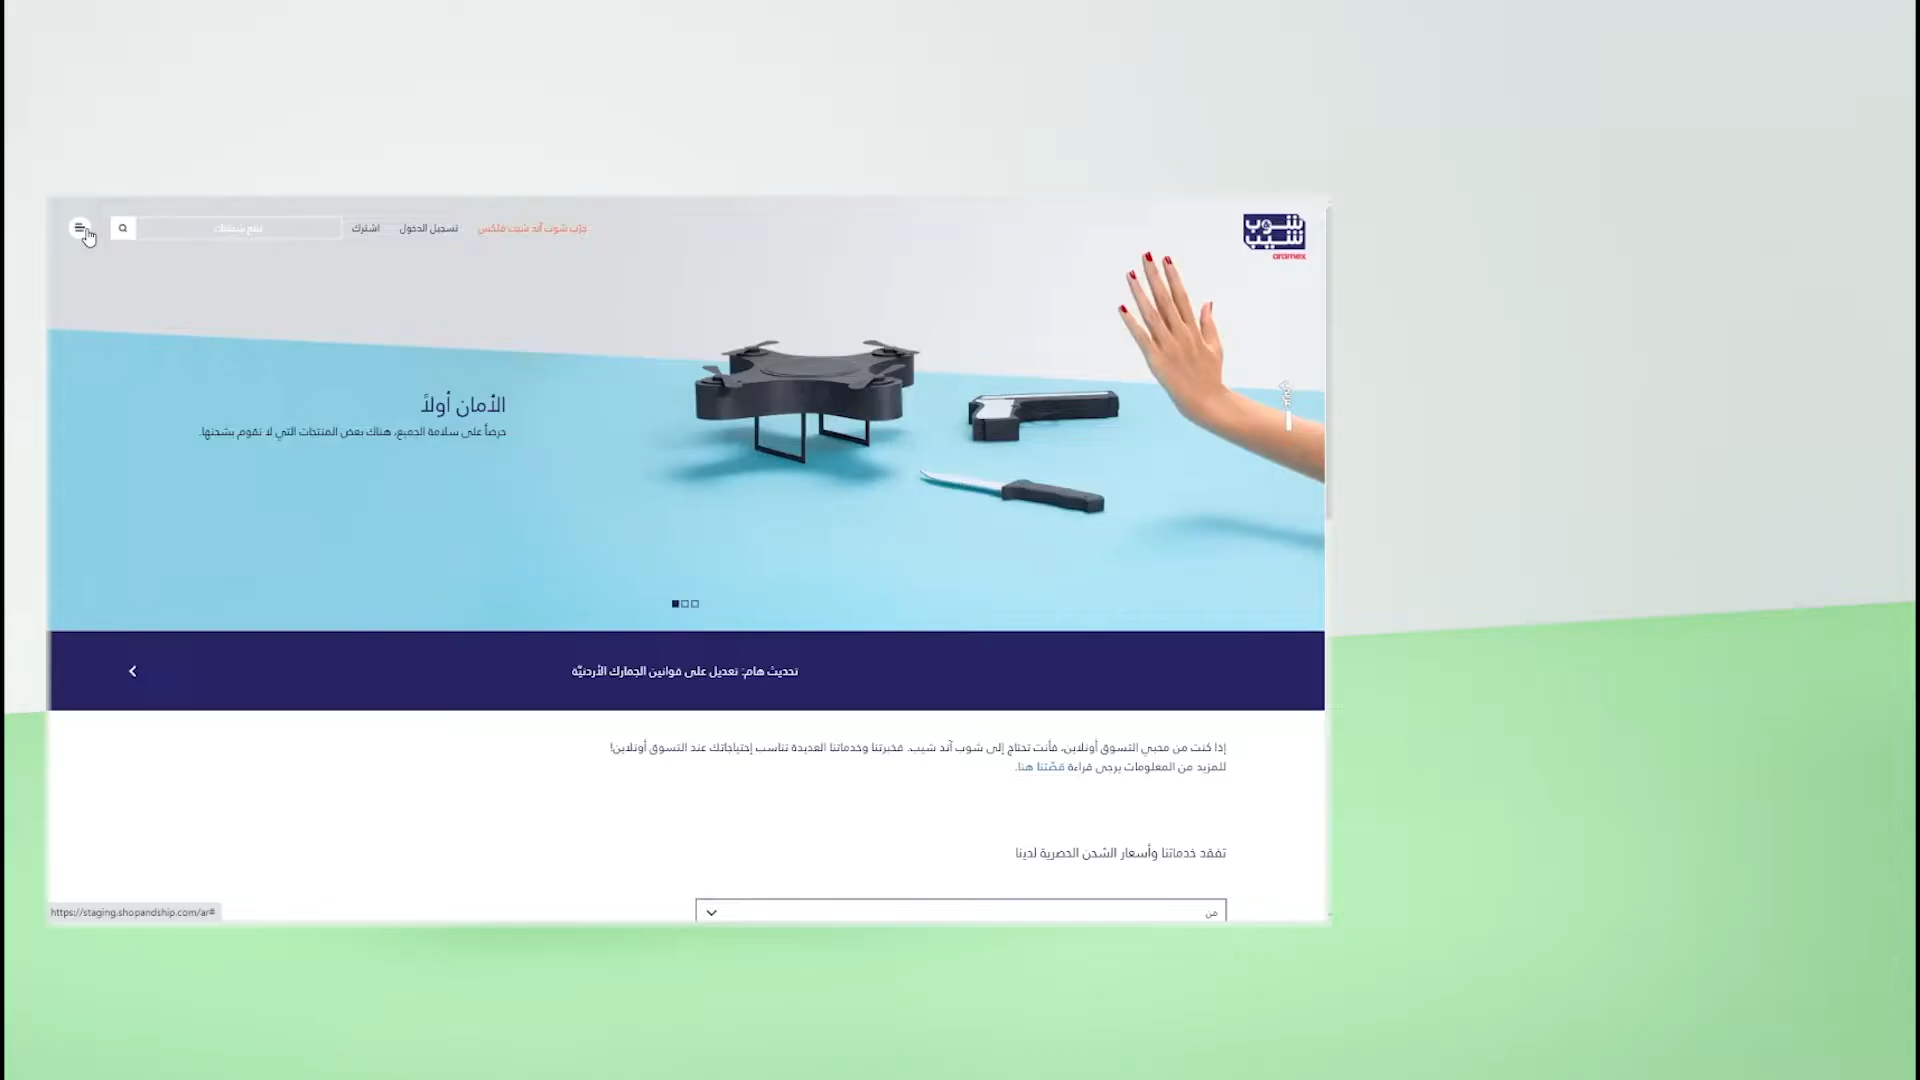 شوب & شيب
aramex
جرّب شوب آند شيب فلكس
تسجيل الدخول
اشترك
تتبع شحنتك
عربي
الأمان أولاً
حرصاً على سلامة الجميع، هناك بعض المنتجات التي لا نقوم بشحنها.
تحديث هام: تعديل على قوانين الجمارك الأردنيّة
إذا كنت من محبي التسوق أونلاين، فأنت تحتاج إلى شوب آند شيب. فخبرتنا وخدماتنا العديدة تناسب إحتياجاتك عند التسوق أونلاين!
للمزيد من المعلومات يرجى قراءة قصّتنا هنا.
تفقد خدماتنا وأسعار الشحن الحصرية لدينا
من
https://staging.shopandship.com/ar#